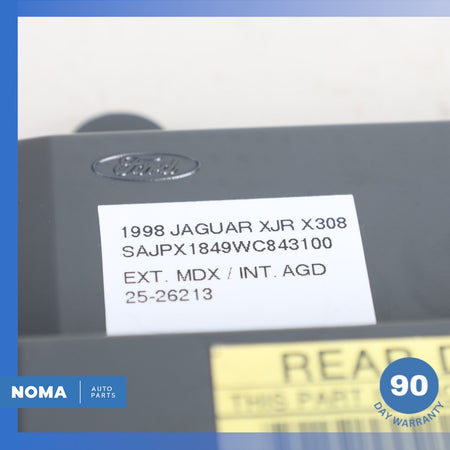 Ford
1998 JAGUAR XJR X308
SAJPX1849WC843100
EXT. MDX / INT. AGD
25-26213
REAR
THIS PART
NOMA
AUTO
PARTS
90
DAY WARRANTY